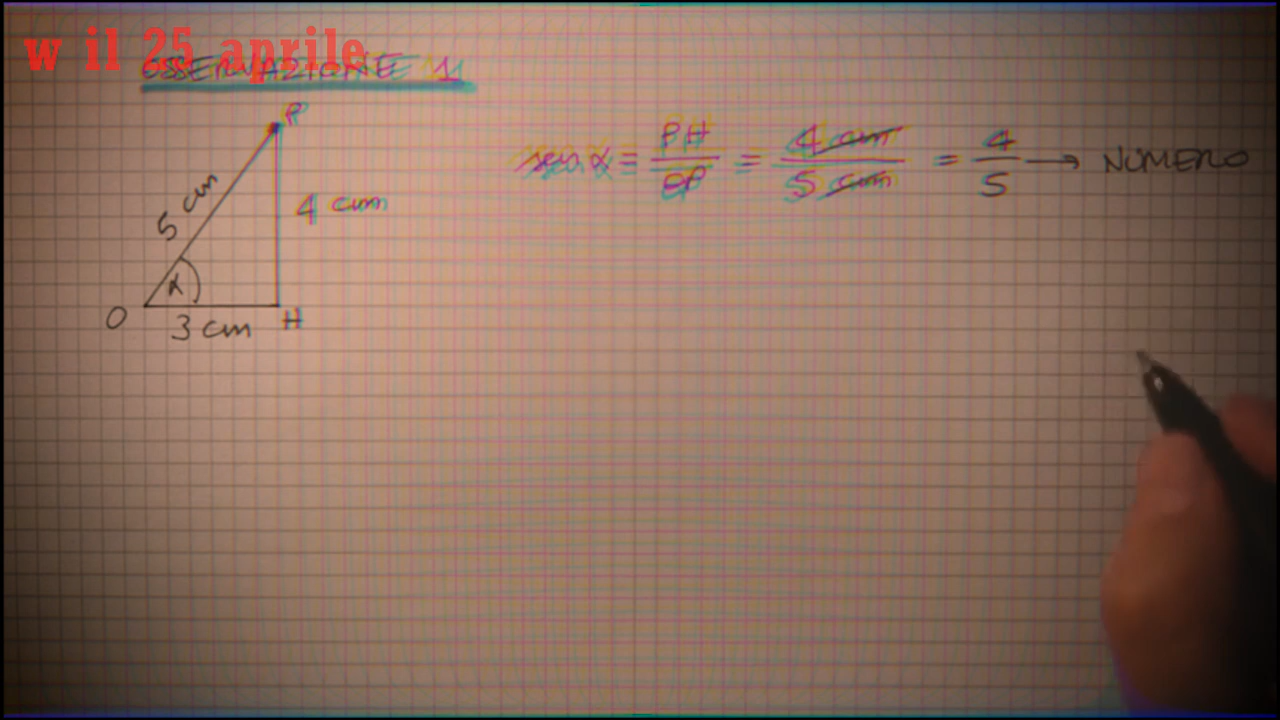 w il 25 aprile
OSSERVAZIONE 1
P
5 cm
4 cm
α
O
3 cm
H
sen α ≡ PH/OP = 4 cm/5 cm = 4/5 → NUMERO